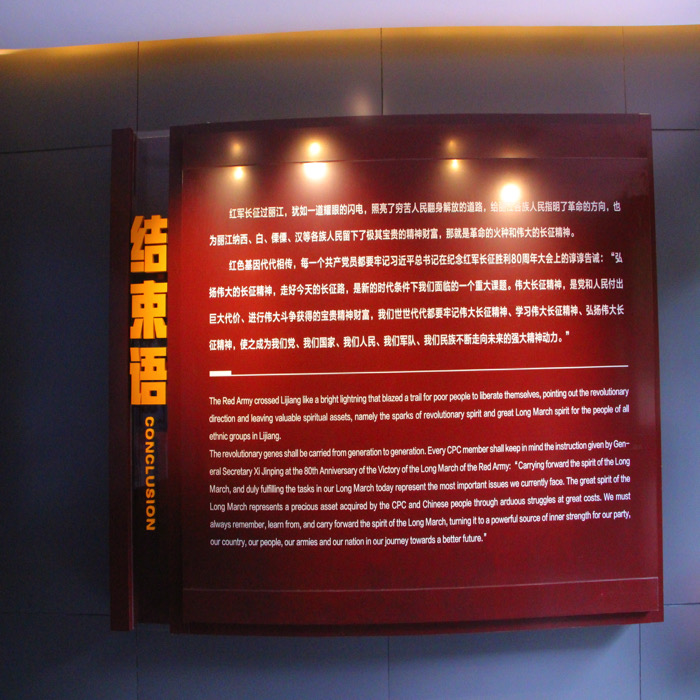 结束语
CONCLUSION
红军长征过丽江，犹如一道耀眼的闪电，照亮了穷苦人民翻身解放的道路，给 族人民指明了革命的方向，也
为丽江纳西、白、傈僳、汉等各族人民留下了极其宝贵的精神财富，那就是革命的火种和伟大的长征精神。
红色基因代代相传，每一个共产党员都要牢记习近平总书记在纪念红军长征胜利80周年大会上的谆谆告诫：“弘
扬伟大的长征精神，走好今天的长征路，是新的时代条件下我们面临的一个重大课题。伟大长征精神，是党和人民付出
巨大代价、进行伟大斗争获得的宝贵精神财富，我们世世代代都要牢记伟大长征精神、学习伟大长征精神、弘扬伟大长
征精神，使之成为我们党、我们国家、我们人民、我们军队、我们民族不断走向未来的强大精神动力。”
The Red Army crossed Lijiang like a bright lightning that blazed a trail for poor people to liberate themselves, pointing out the revolutionary
direction and leaving valuable spiritual assets, namely the sparks of revolutionary spirit and great Long March spirit for the people of all
ethnic groups in Lijiang.
The revolutionary genes shall be carried from generation to generation. Every CPC member shall keep in mind the instruction given by Gen-
eral Secretary Xi Jinping at the 80th Anniversary of the Victory of the Long March of the Red Army: “Carrying forward the spirit of the Long
March, and duly fulfilling the tasks in our Long March today represent the most important issues we currently face. The great spirit of the
Long March represents a precious asset acquired by the CPC and Chinese people through arduous struggles at great costs. We must
always remember, learn from, and carry forward the spirit of the Long March, turning it to a powerful source of inner strength for our party,
our country, our people, our armies and our nation in our journey towards a better future.”